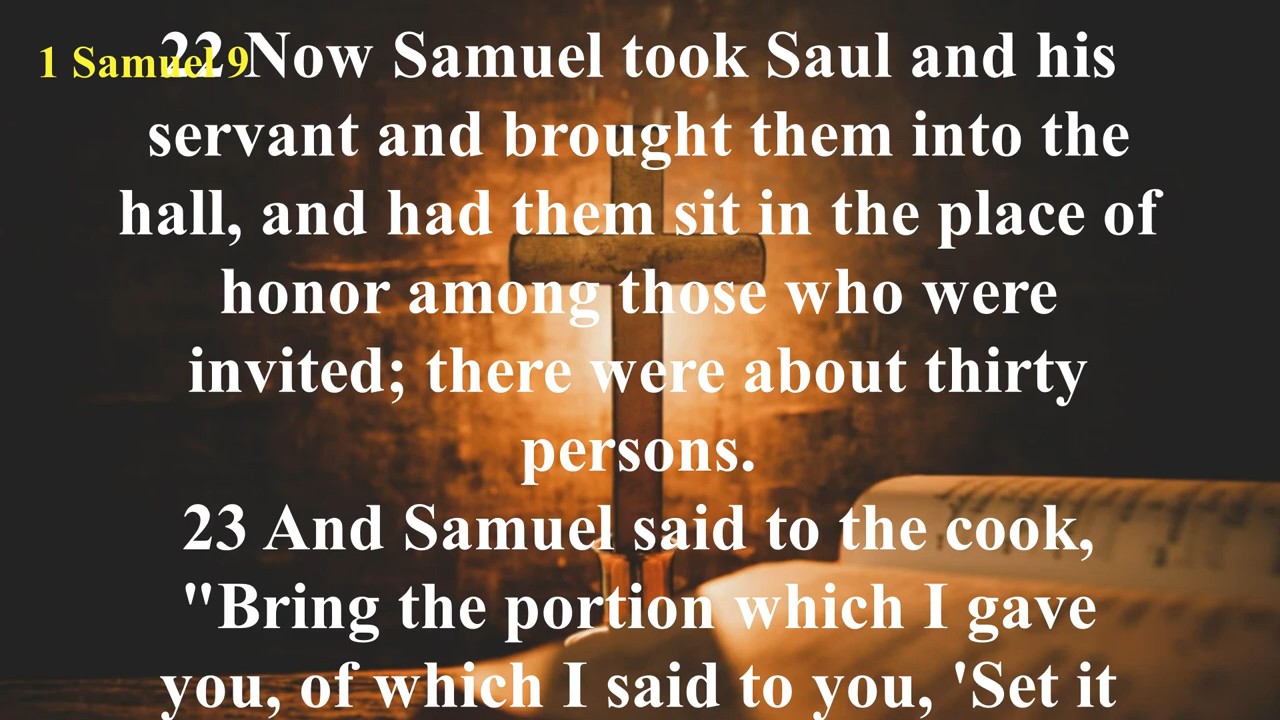 1 Samuel 9
22 Now Samuel took Saul and his
servant and brought them into the
hall, and had them sit in the place of
honor among those who were
invited; there were about thirty
persons.
23 And Samuel said to the cook,
"Bring the portion which I gave
you, of which I said to you, 'Set it